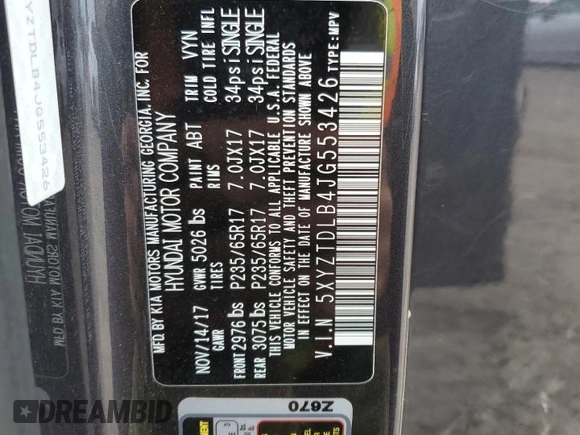 MFD BY KIA MOTORS MANUFACTURING GEORGIA, INC. FOR
HYUNDAI MOTOR COMPANY
NOV/14/17 GVWR 5026 lbs PAINT ABT TRIM VYN
GAWR TIRES RIMS COLD TIRE INFL
FRONT 2976 lbs P235/65R17 7.0JX17 34psi SINGLE
REAR 3075 lbs P235/65R17 7.0JX17 34psi SINGLE
THIS VEHICLE CONFORMS TO ALL APPLICABLE U.S.A. FEDERAL
MOTOR VEHICLE SAFETY AND THEFT PREVENTION STANDARDS
IN EFFECT ON THE DATE OF MANUFACTURE SHOWN ABOVE
V.I.N 5XYZTDLB4JG553426 TYPE:MPV
YZTDLB4JG553426
Z670
DREAMBID